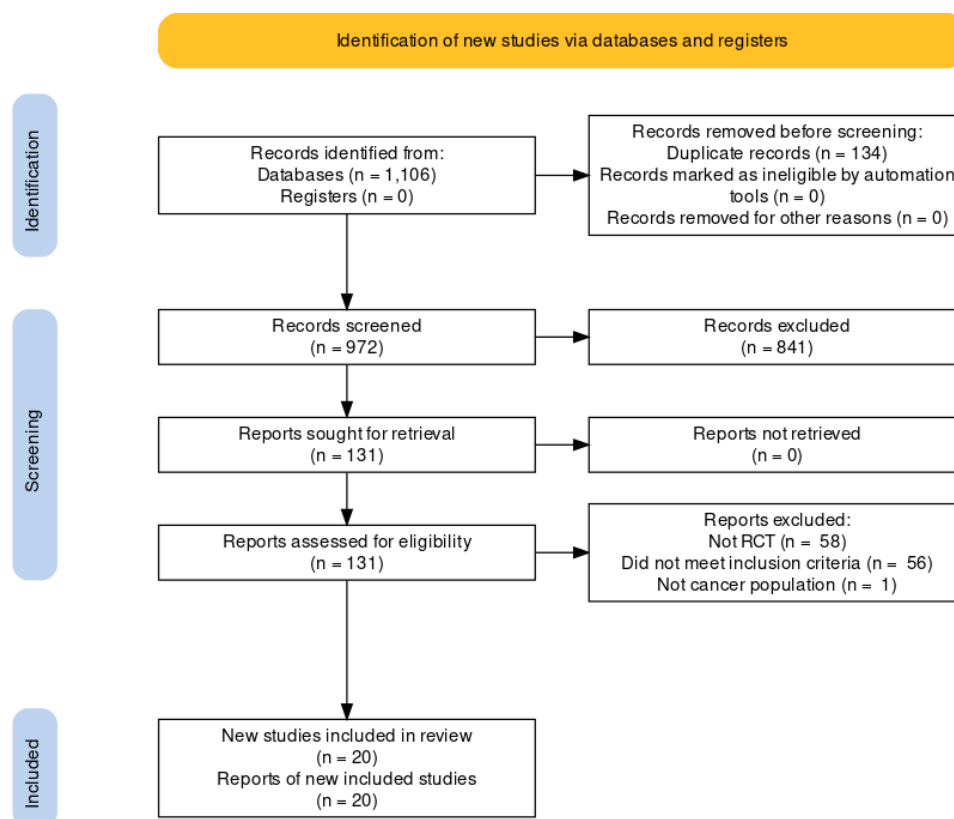 Identification of new studies via databases and registers
Identification
Records identified from:
Databases (n = 1,106)
Registers (n = 0)
Records removed before screening:
Duplicate records (n = 134)
Records marked as ineligible by automation
tools (n = 0)
Records removed for other reasons (n = 0)
Screening
Records screened
(n = 972)
Records excluded
(n = 841)
Reports sought for retrieval
(n = 131)
Reports not retrieved
(n = 0)
Reports assessed for eligibility
(n = 131)
Reports excluded:
Not RCT (n = 58)
Did not meet inclusion criteria (n = 56)
Not cancer population (n = 1)
Included
New studies included in review
(n = 20)
Reports of new included studies
(n = 20)